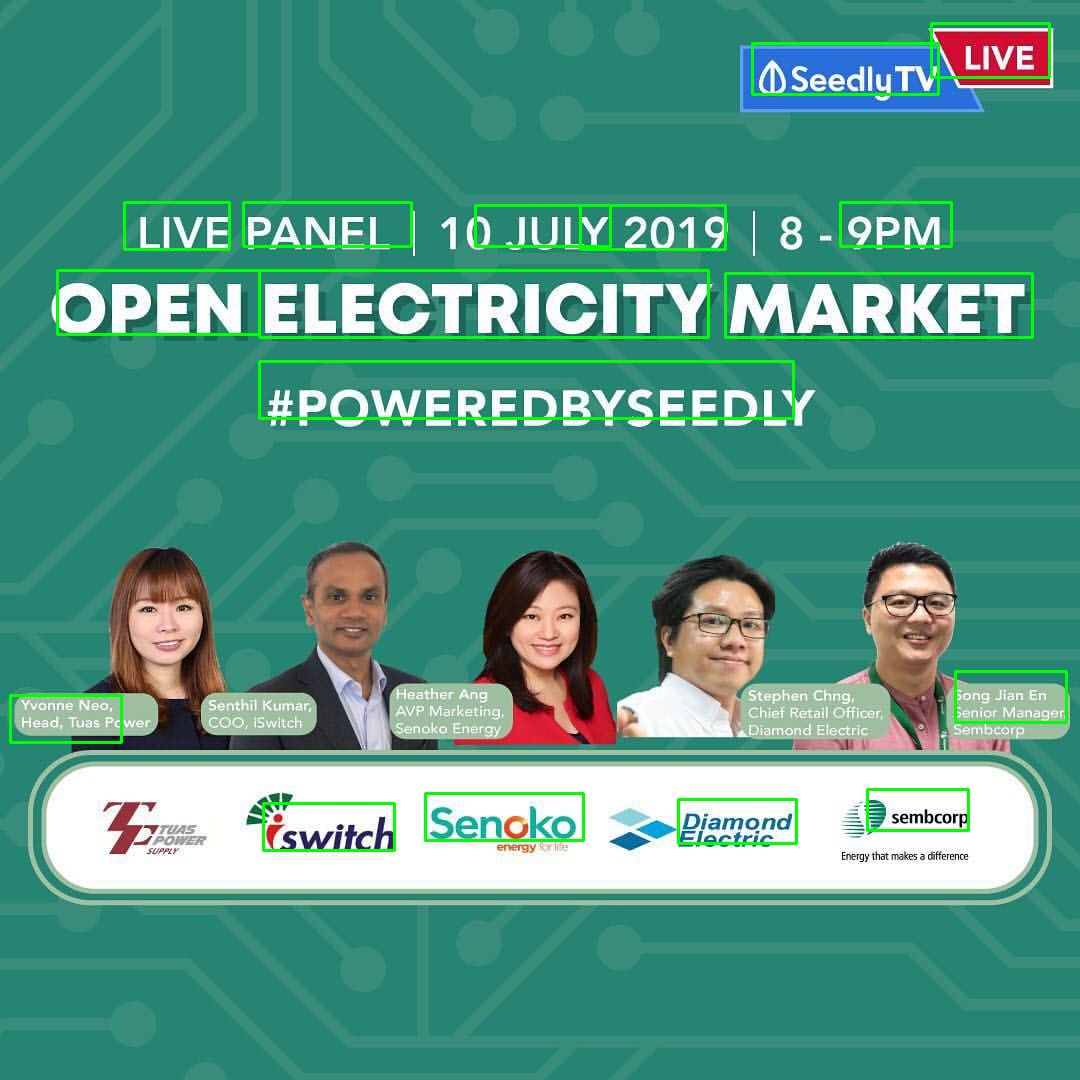 SeedlyTV LIVE
LIVE PANEL | 10 JULY 2019 | 8 - 9PM
OPEN ELECTRICITY MARKET
#POWEREDBYSEEDLY
Yvonne Neo,
Head, Tuas Power
Senthil Kumar,
COO, iSwitch
Heather Ang
AVP Marketing,
Senoko Energy
Stephen Chng,
Chief Retail Officer,
Diamond Electric
Song Jian En
Senior Manager,
Sembcorp
TUAS
POWER
SUPPLY
iswitch
Senoko
energy for life
Diamond
Electric
sembcorp
Energy that makes a difference